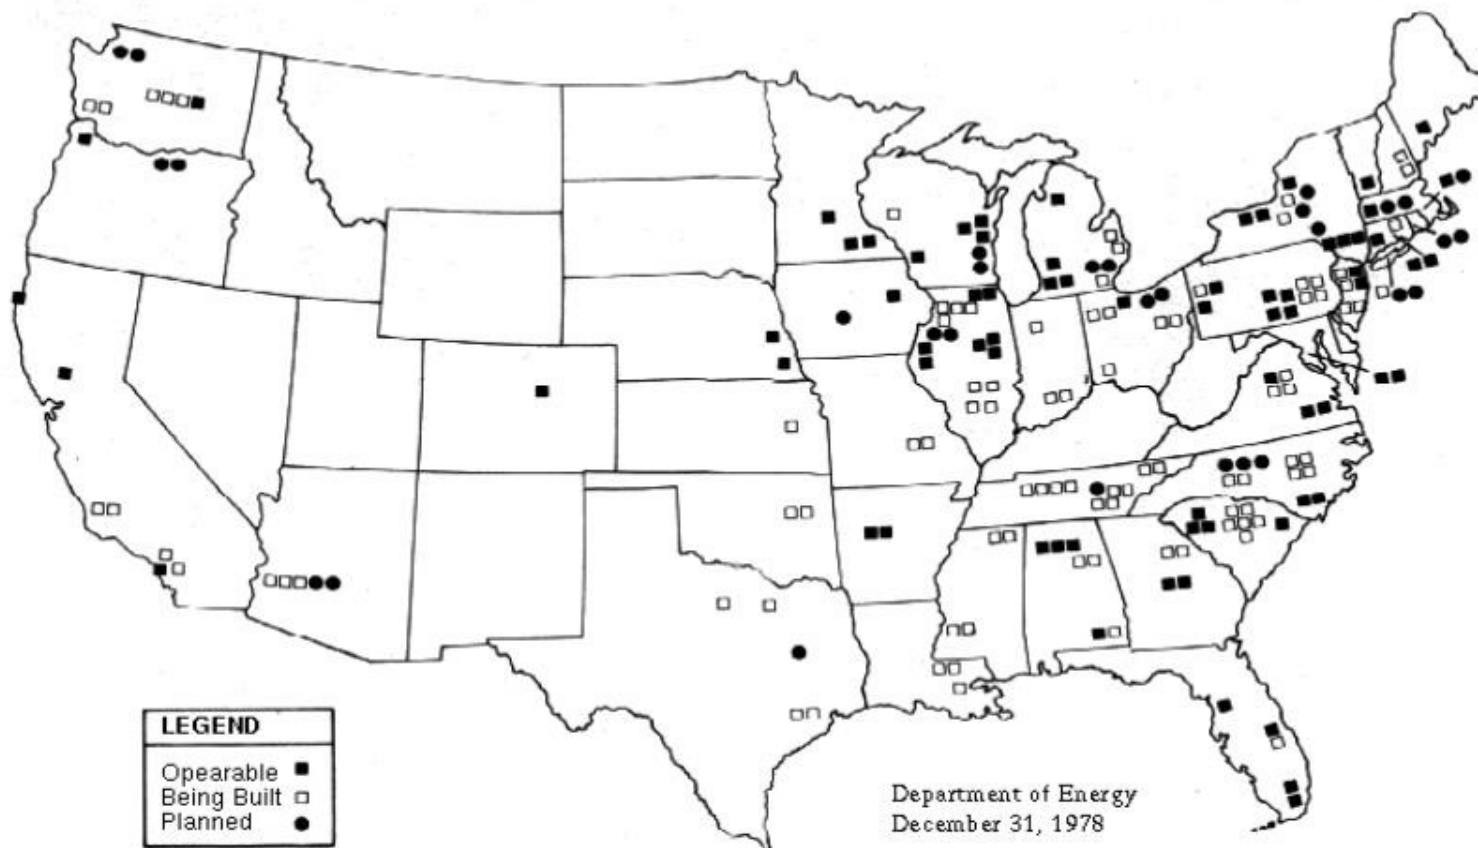 LEGEND
Opearable
Being Built
Planned
Department of Energy
December 31, 1978